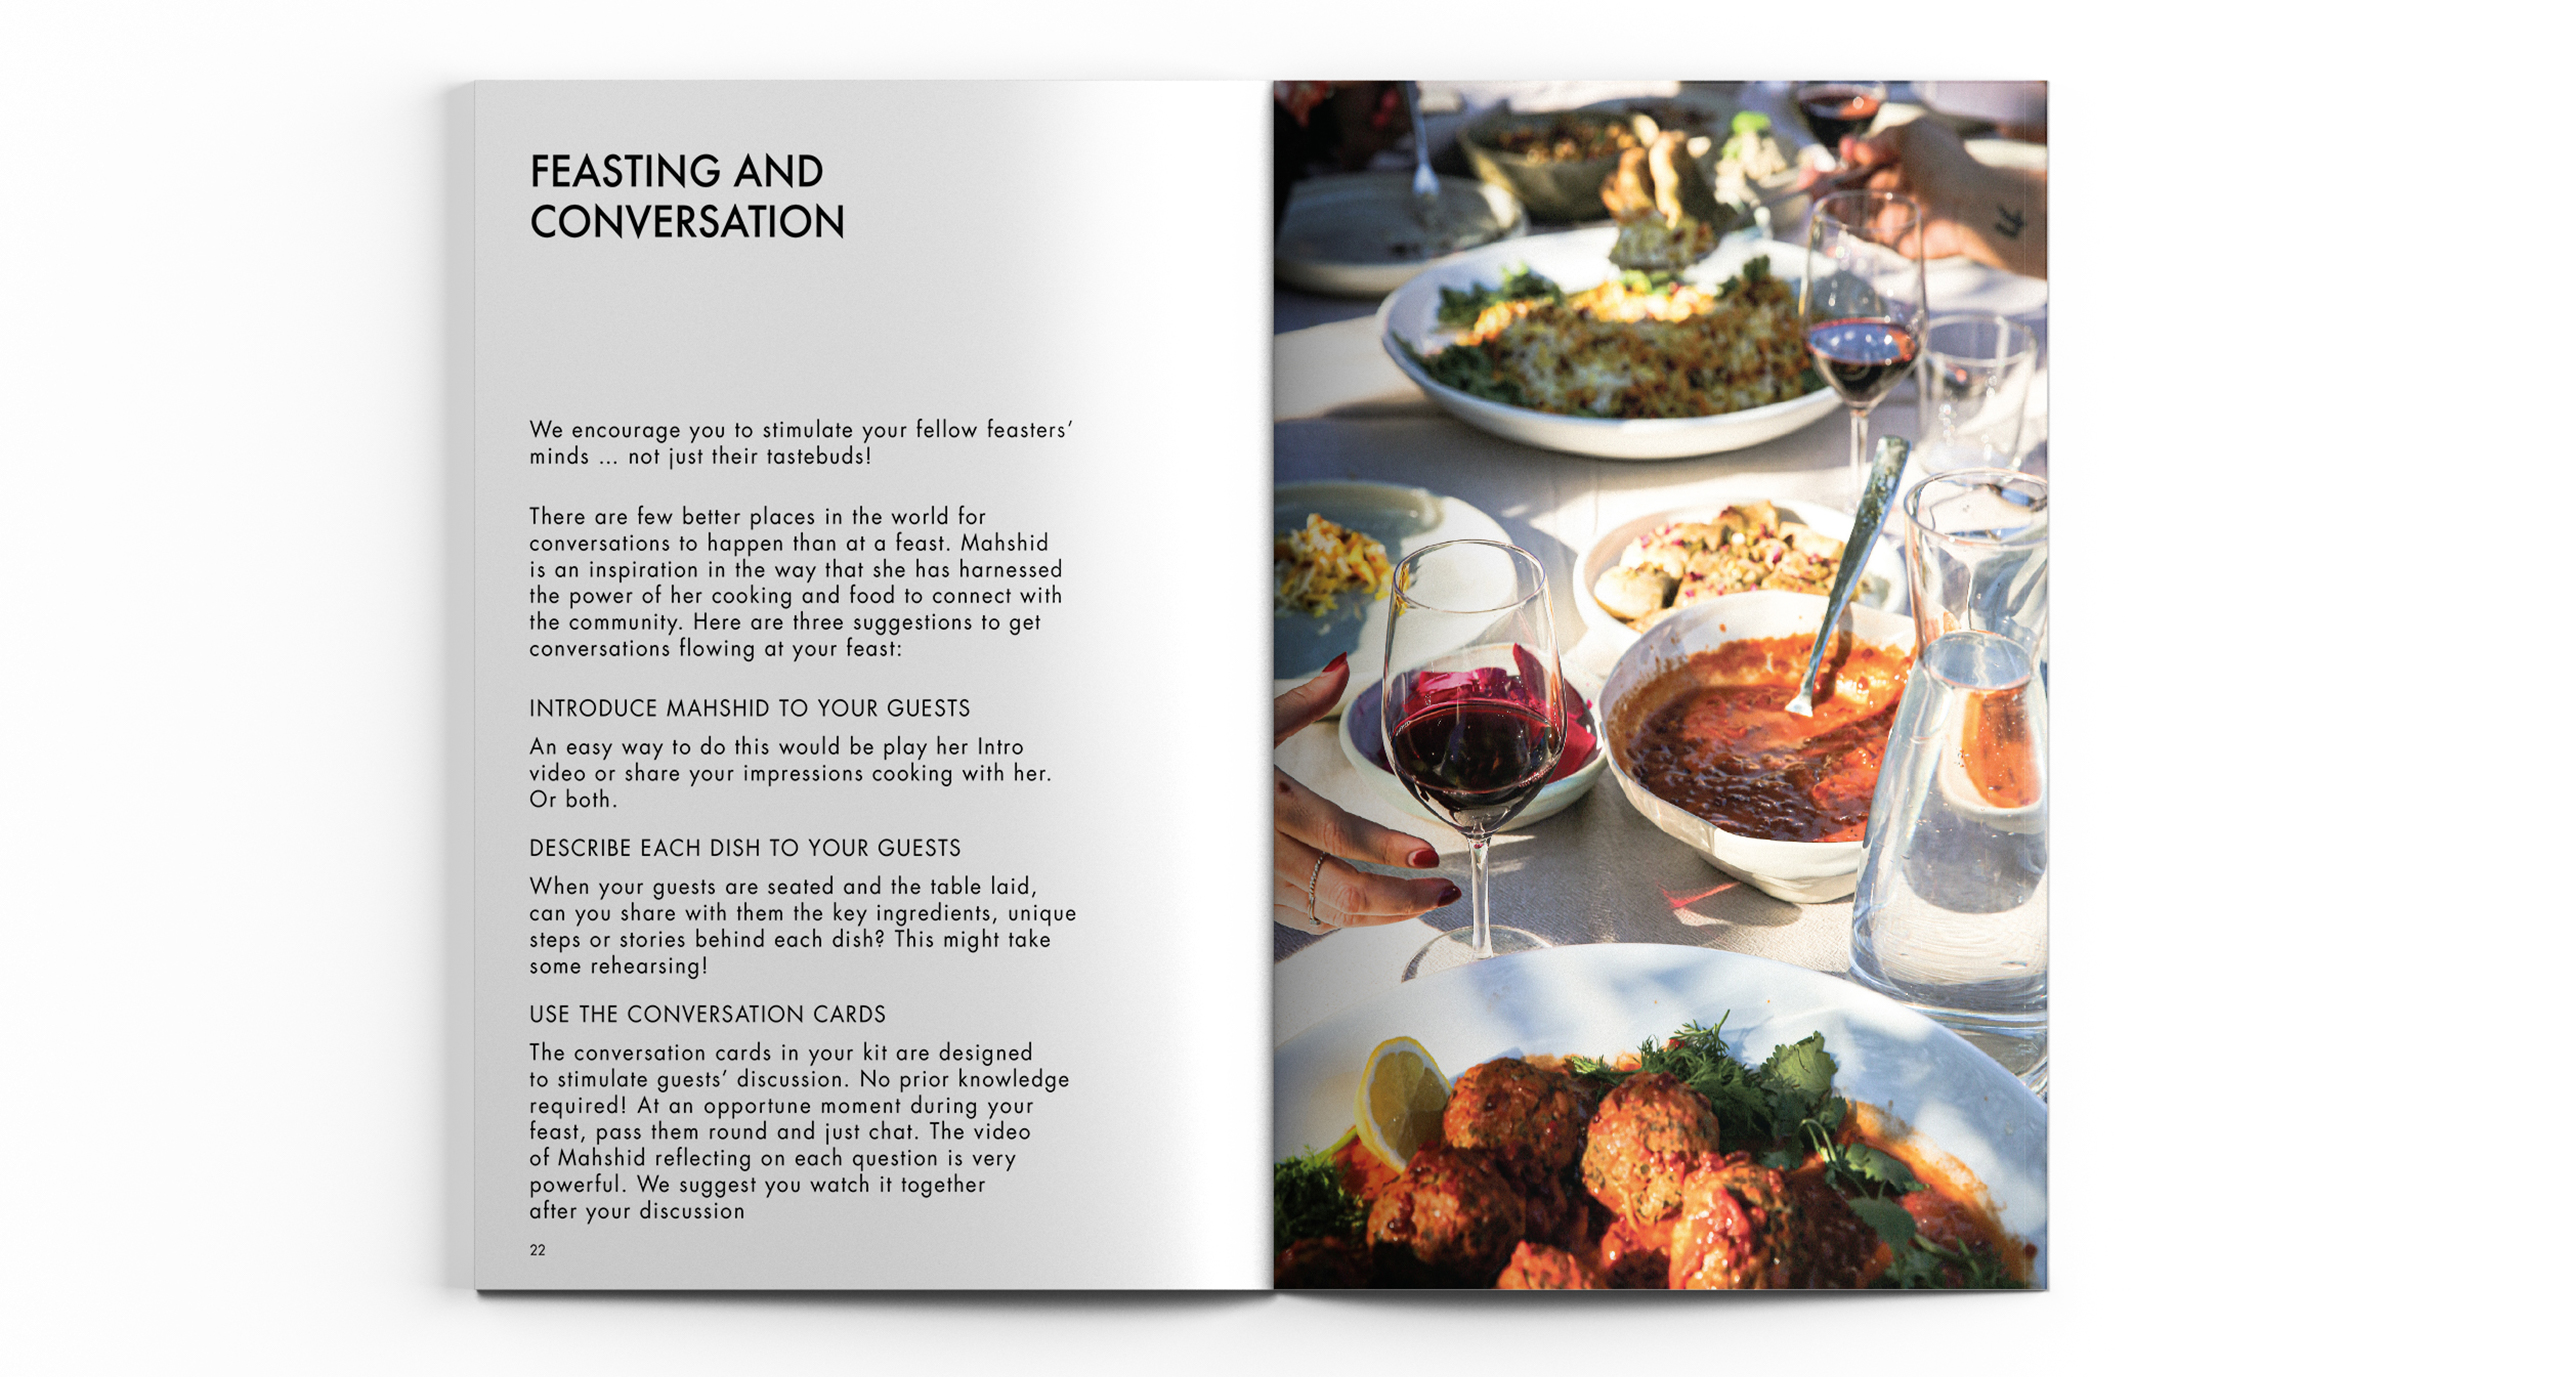 FEASTING AND
CONVERSATION
We encourage you to stimulate your fellow feasters’
minds ... not just their tastebuds!
There are few better places in the world for
conversations to happen than at a feast. Mahshid
is an inspiration in the way that she has harnessed
the power of her cooking and food to connect with
the community. Here are three suggestions to get
conversations flowing at your feast:
INTRODUCE MAHSHID TO YOUR GUESTS
An easy way to do this would be play her Intro
video or share your impressions cooking with her.
Or both.
DESCRIBE EACH DISH TO YOUR GUESTS
When your guests are seated and the table laid,
can you share with them the key ingredients, unique
steps or stories behind each dish? This might take
some rehearsing!
USE THE CONVERSATION CARDS
The conversation cards in your kit are designed
to stimulate guests’ discussion. No prior knowledge
required! At an opportune moment during your
feast, pass them round and just chat. The video
of Mahshid reflecting on each question is very
powerful. We suggest you watch it together
after your discussion
22